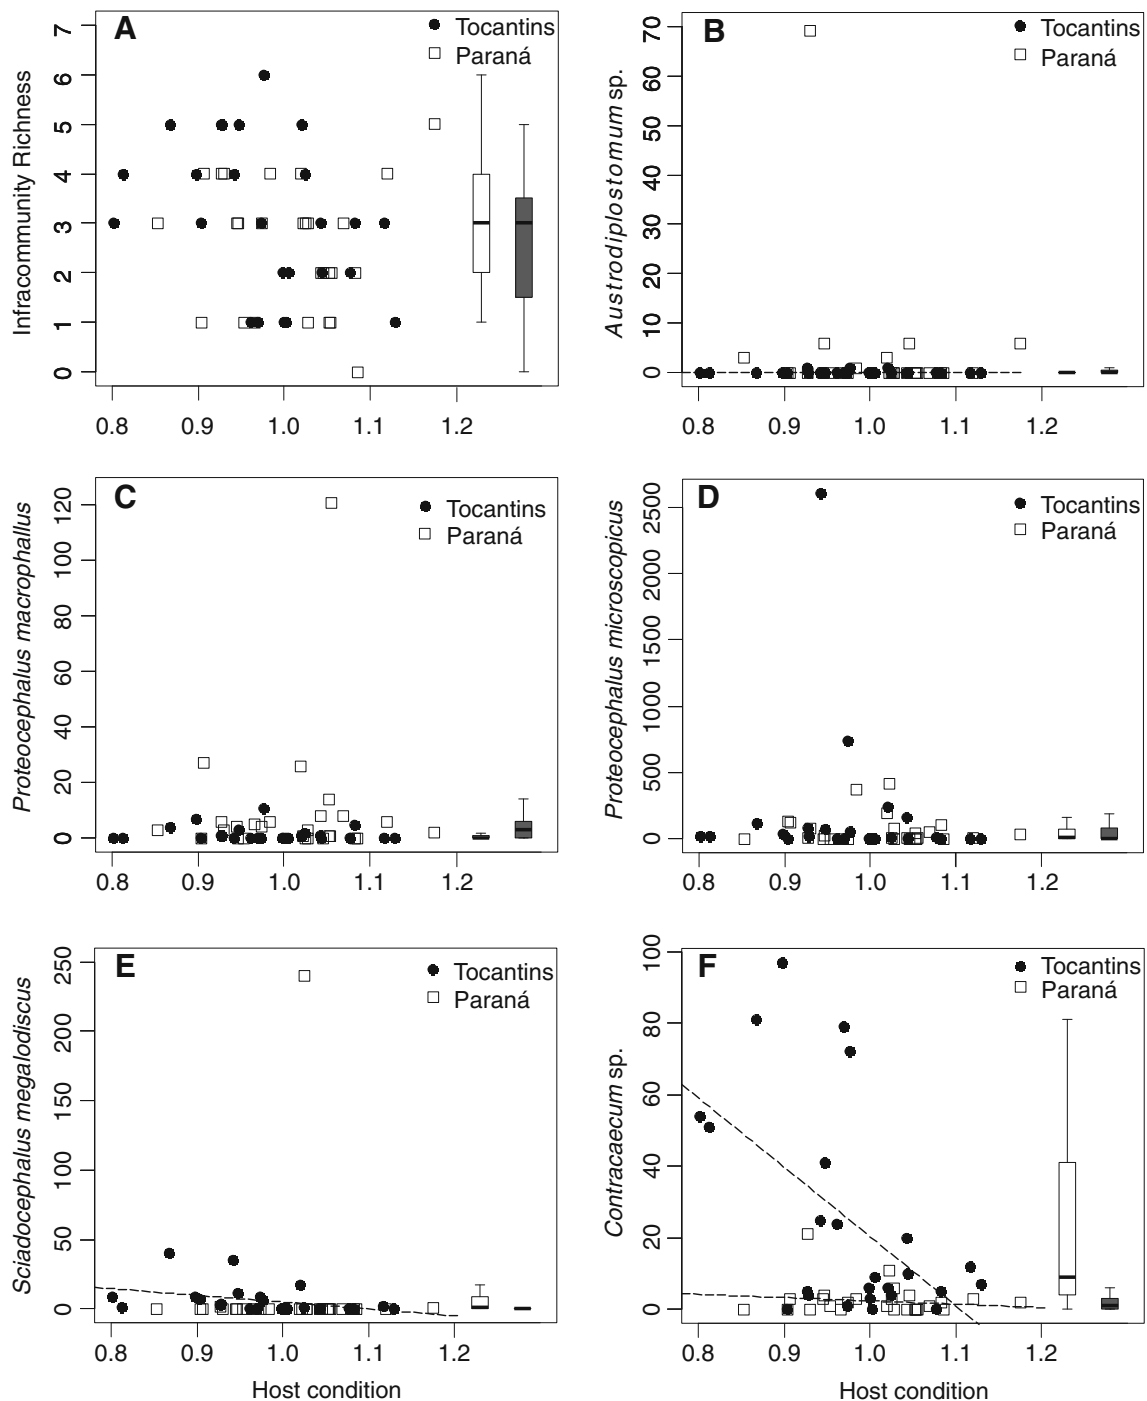 A
Tocantins
Paraná
Infracommunity Richness
7
6
5
4
3
2
1
0
0.8 0.9 1.0 1.1 1.2
B
Tocantins
Paraná
Austrodiplostomum sp.
70
60
50
40
30
20
10
0
0.8 0.9 1.0 1.1 1.2
C
Tocantins
Paraná
Proteocephalus macrophallus
120
100
80
60
40
20
0
0.8 0.9 1.0 1.1 1.2
D
Tocantins
Paraná
Proteocephalus microscopicus
2500
2000
1500
1000
500
0
0.8 0.9 1.0 1.1 1.2
E
Tocantins
Paraná
Sciadocephalus megalodiscus
250
200
150
100
50
0
0.8 0.9 1.0 1.1 1.2
Host condition
F
Tocantins
Paraná
Contracaecum sp.
100
80
60
40
20
0
0.8 0.9 1.0 1.1 1.2
Host condition